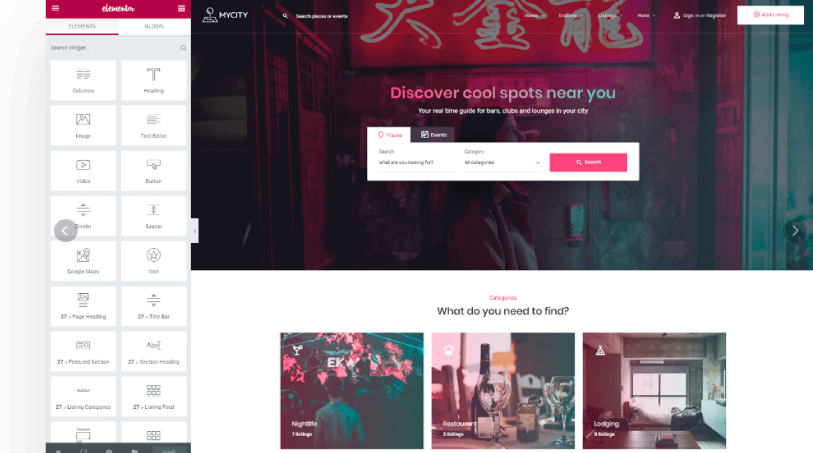 elementor
ELEMENTS
GLOBAL
Search Widget...
Columns
Heading
Image
Text Editor
Video
Button
Divider
Spacer
Google Maps
Icon
27 > Page Heading
27 > Title Bar
27 > Featured Section
27 > Section Heading
27 > Listing Categories
27 > Listing Feed
MYCITY
Search places or events
Home
Explore
Listings
More
Sign in or Register
Add Listing
Discover cool spots near you
Your real time guide for bars, clubs and lounges in your city
Places
Events
Search
Category
What are you looking for?
All categories
Search
Categories
What do you need to find?
Nightlife
7 listings
Restaurant
3 listings
Lodging
8 listings